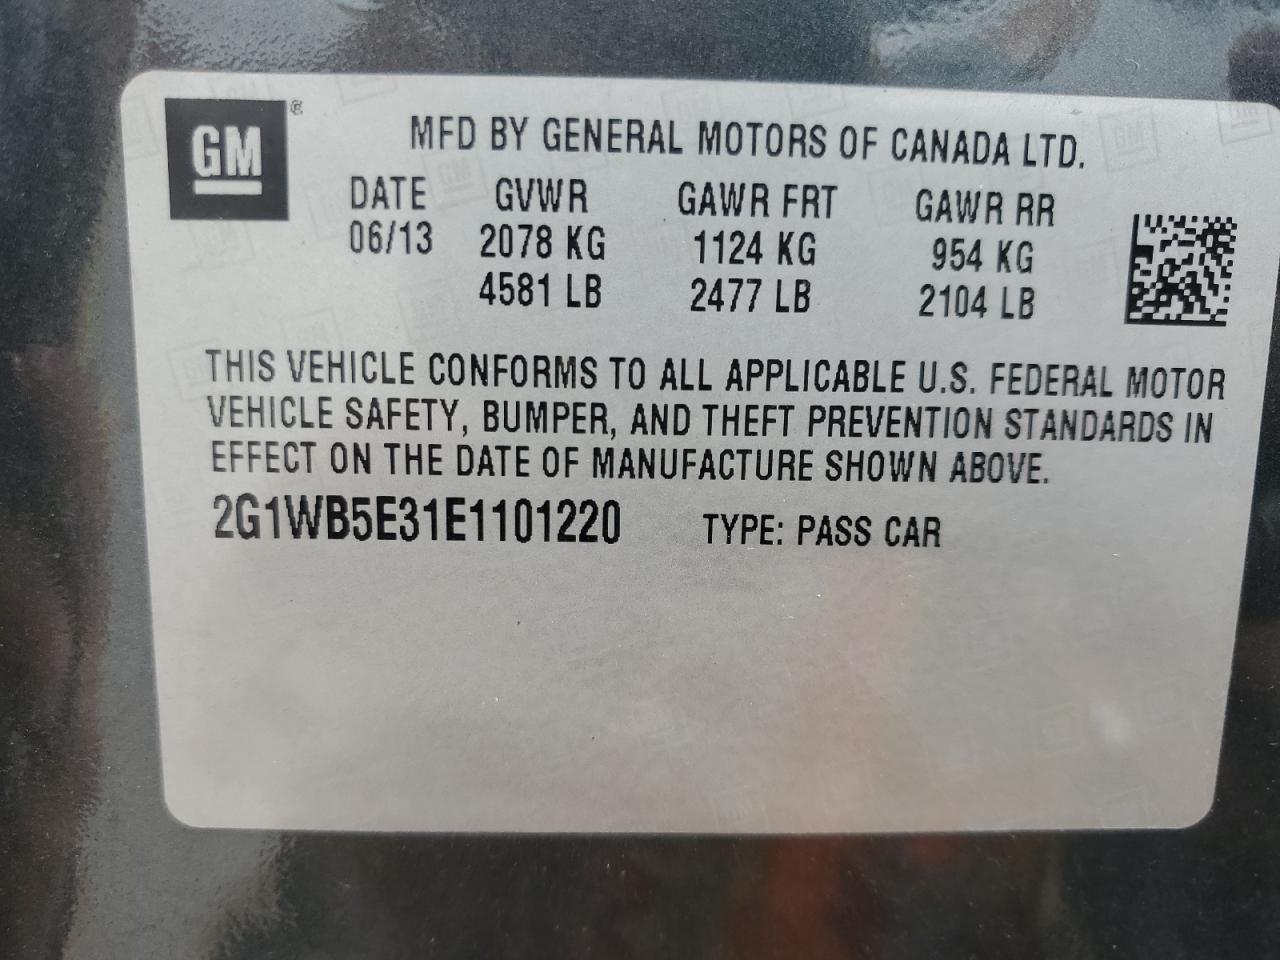 GM ®
MFD BY GENERAL MOTORS OF CANADA LTD.
DATE GVWR GAWR FRT GAWR RR
06/13 2078 KG 1124 KG 954 KG
4581 LB 2477 LB 2104 LB
THIS VEHICLE CONFORMS TO ALL APPLICABLE U.S. FEDERAL MOTOR
VEHICLE SAFETY, BUMPER, AND THEFT PREVENTION STANDARDS IN
EFFECT ON THE DATE OF MANUFACTURE SHOWN ABOVE.
2G1WB5E31E1101220 TYPE: PASS CAR